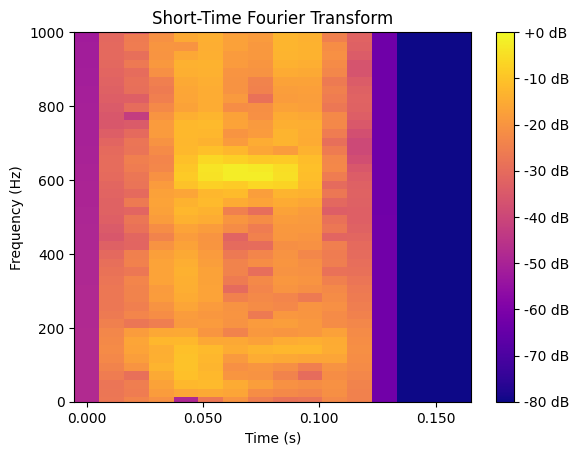 Short-Time Fourier Transform
1000
800
600
400
200
0
Frequency (Hz)
0.000
0.050
0.100
0.150
Time (s)
+0 dB
-10 dB
-20 dB
-30 dB
-40 dB
-50 dB
-60 dB
-70 dB
-80 dB